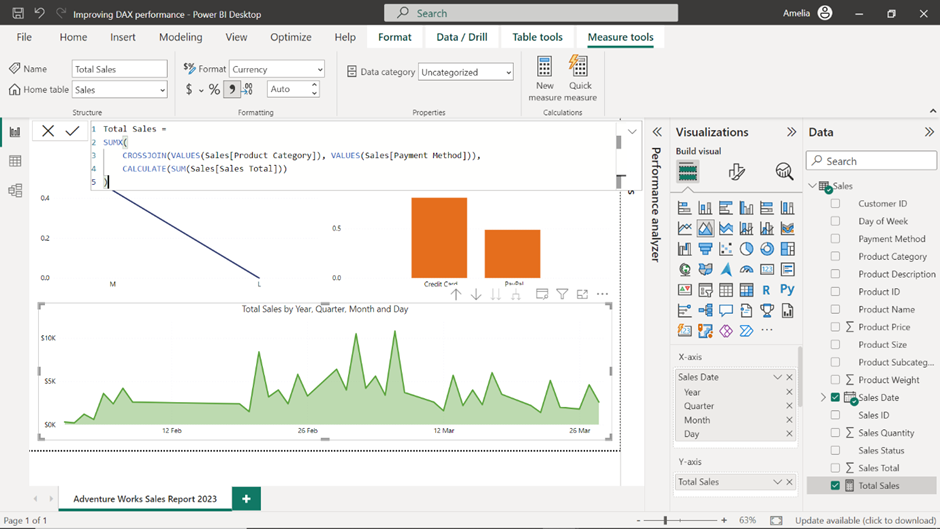 Improving DAX performance - Power BI Desktop
Search
Amelia
File Home Insert Modeling View Optimize Help Format Data / Drill Table tools Measure tools
Name Total Sales
Home table Sales
Structure
Format Currency
$ % , .00 Auto
Formatting
Data category Uncategorized
Properties
New measure
Quick measure
Calculations
1 Total Sales =
2 SUMX(
3 CROSSJOIN(VALUES(Sales[Product Category]), VALUES(Sales[Payment Method])),
4 CALCULATE(SUM(Sales[Sales Total]))
5 )
0.4
0.2
0.0
M L
0.5
0.0
Credit Card PayPal
Total Sales by Year, Quarter, Month and Day
$10K
$5K
$0K
12 Feb 26 Feb 12 Mar 26 Mar
Performance analyzer
Visualizations
Build visual
R Py
X-axis
Sales Date
Year
Quarter
Month
Day
Y-axis
Total Sales
Data
Search
Sales
Customer ID
Day of Week
Payment Method
Product Category
Product Description
Product ID
Product Name
Product Price
Product Size
Product Subcateg...
Product Weight
Sales Date
Sales ID
Sales Quantity
Sales Status
Sales Total
Total Sales
Adventure Works Sales Report 2023
Page 1 of 1
63%
Update available (click to download)